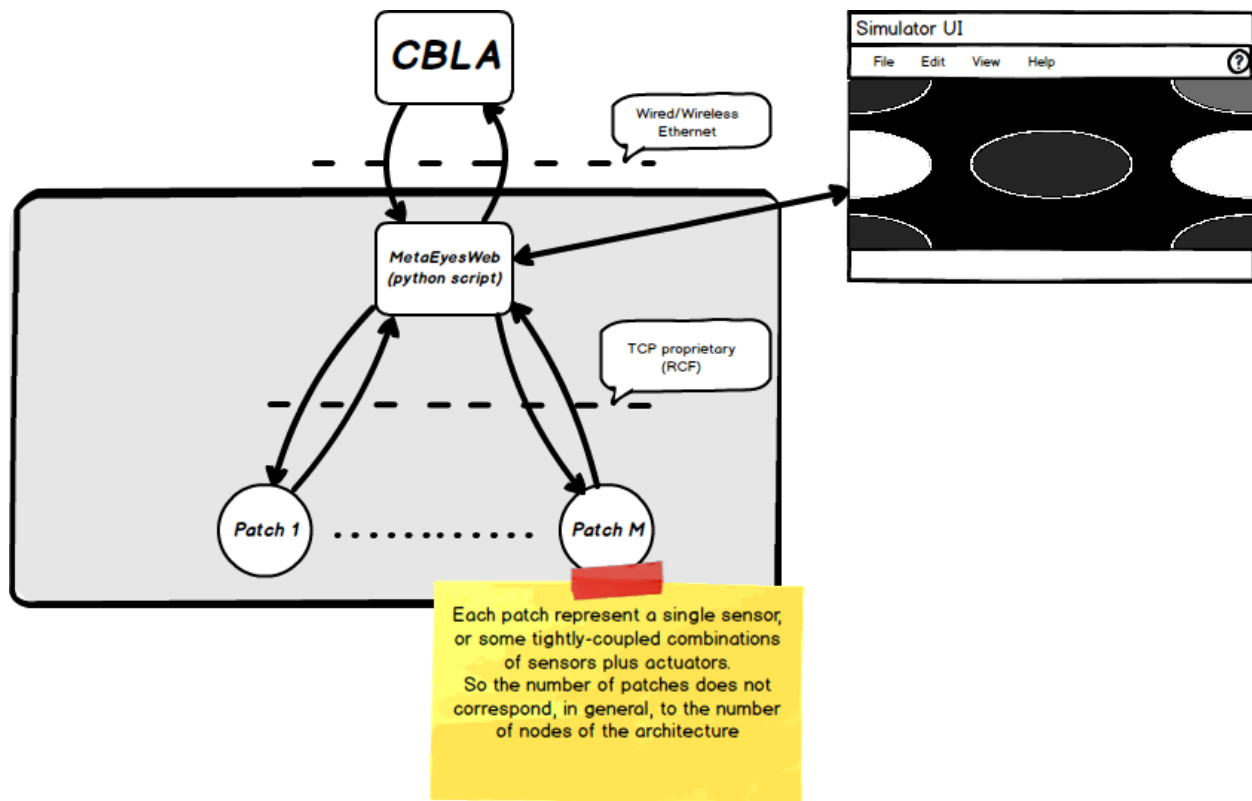 CBLA
Wired/Wireless
Ethernet
Simulator UI
File Edit View Help
?
MetaEyesWeb
(python script)
TCP proprietary
(RCF)
Patch 1
Patch M
Each patch represent a single sensor,
or some tightly-coupled combinations
of sensors plus actuators.
So the number of patches does not
correspond, in general, to the number
of nodes of the architecture